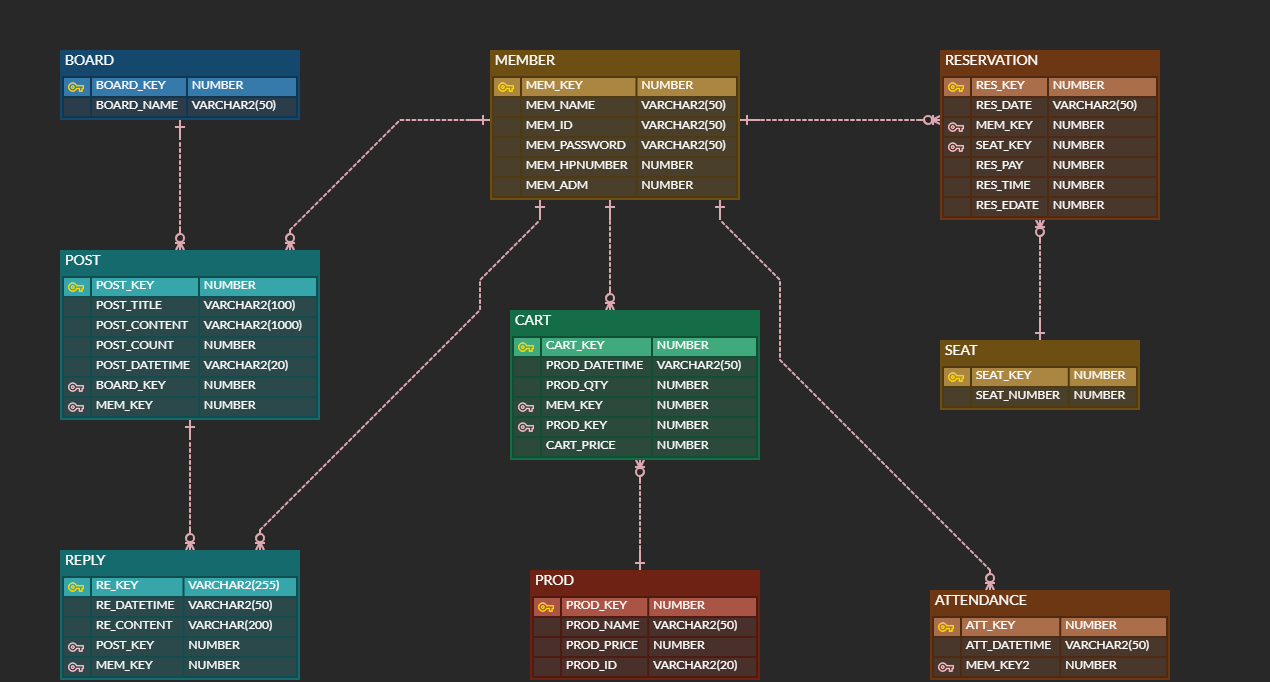 BOARD
BOARD_KEY NUMBER
BOARD_NAME VARCHAR2(50)
MEMBER
MEM_KEY NUMBER
MEM_NAME VARCHAR2(50)
MEM_ID VARCHAR2(50)
MEM_PASSWORD VARCHAR2(50)
MEM_HPNUMBER NUMBER
MEM_ADM NUMBER
RESERVATION
RES_KEY NUMBER
RES_DATE VARCHAR2(50)
MEM_KEY NUMBER
SEAT_KEY NUMBER
RES_PAY NUMBER
RES_TIME NUMBER
RES_EDATE NUMBER
POST
POST_KEY NUMBER
POST_TITLE VARCHAR2(100)
POST_CONTENT VARCHAR2(1000)
POST_COUNT NUMBER
POST_DATETIME VARCHAR2(20)
BOARD_KEY NUMBER
MEM_KEY NUMBER
CART
CART_KEY NUMBER
PROD_DATETIME VARCHAR2(50)
PROD_QTY NUMBER
MEM_KEY NUMBER
PROD_KEY NUMBER
CART_PRICE NUMBER
SEAT
SEAT_KEY NUMBER
SEAT_NUMBER NUMBER
REPLY
RE_KEY VARCHAR2(255)
RE_DATETIME VARCHAR2(50)
RE_CONTENT VARCHAR(200)
POST_KEY NUMBER
MEM_KEY NUMBER
PROD
PROD_KEY NUMBER
PROD_NAME VARCHAR2(50)
PROD_PRICE NUMBER
PROD_ID VARCHAR2(20)
ATTENDANCE
ATT_KEY NUMBER
ATT_DATETIME VARCHAR2(50)
MEM_KEY2 NUMBER